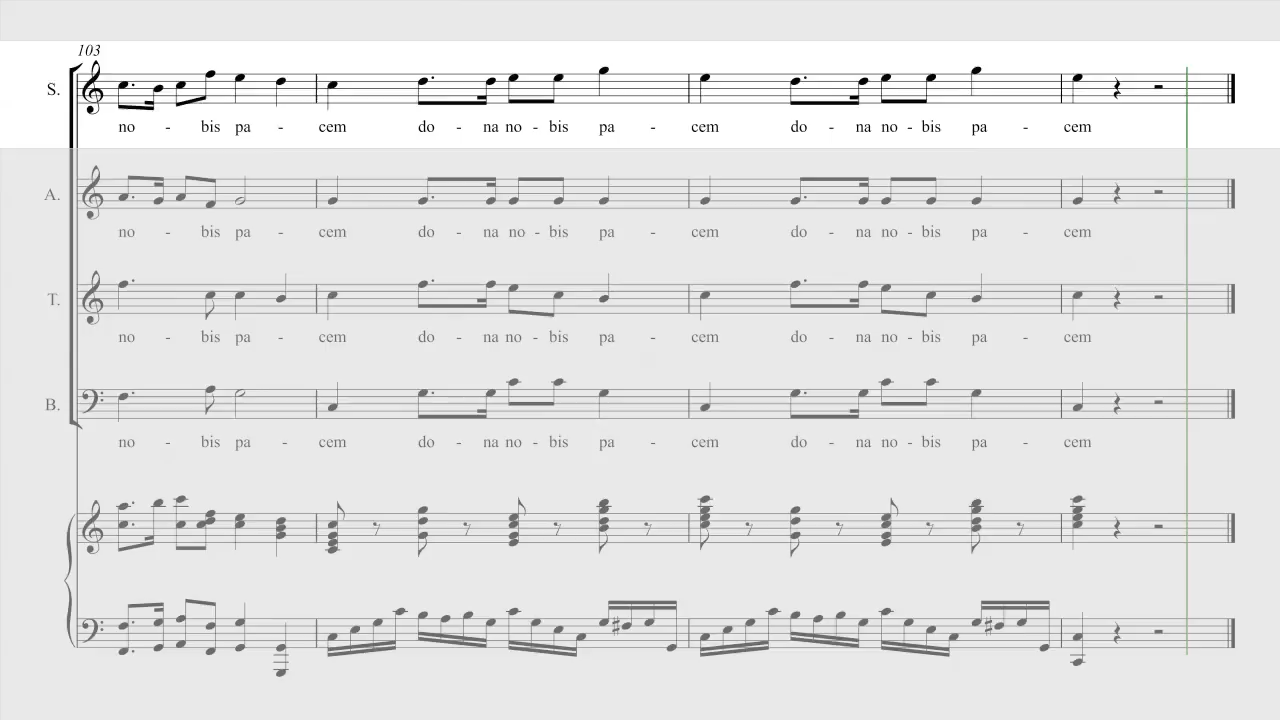 103
S.
no - bis pa - cem do - na no - bis pa - cem do - na no - bis pa - cem
A.
no - bis pa - cem do - na no - bis pa - cem do - na no - bis pa - cem
T.
no - bis pa - cem do - na no - bis pa - cem do - na no - bis pa - cem
B.
no - bis pa - cem do - na no - bis pa - cem do - na no - bis pa - cem